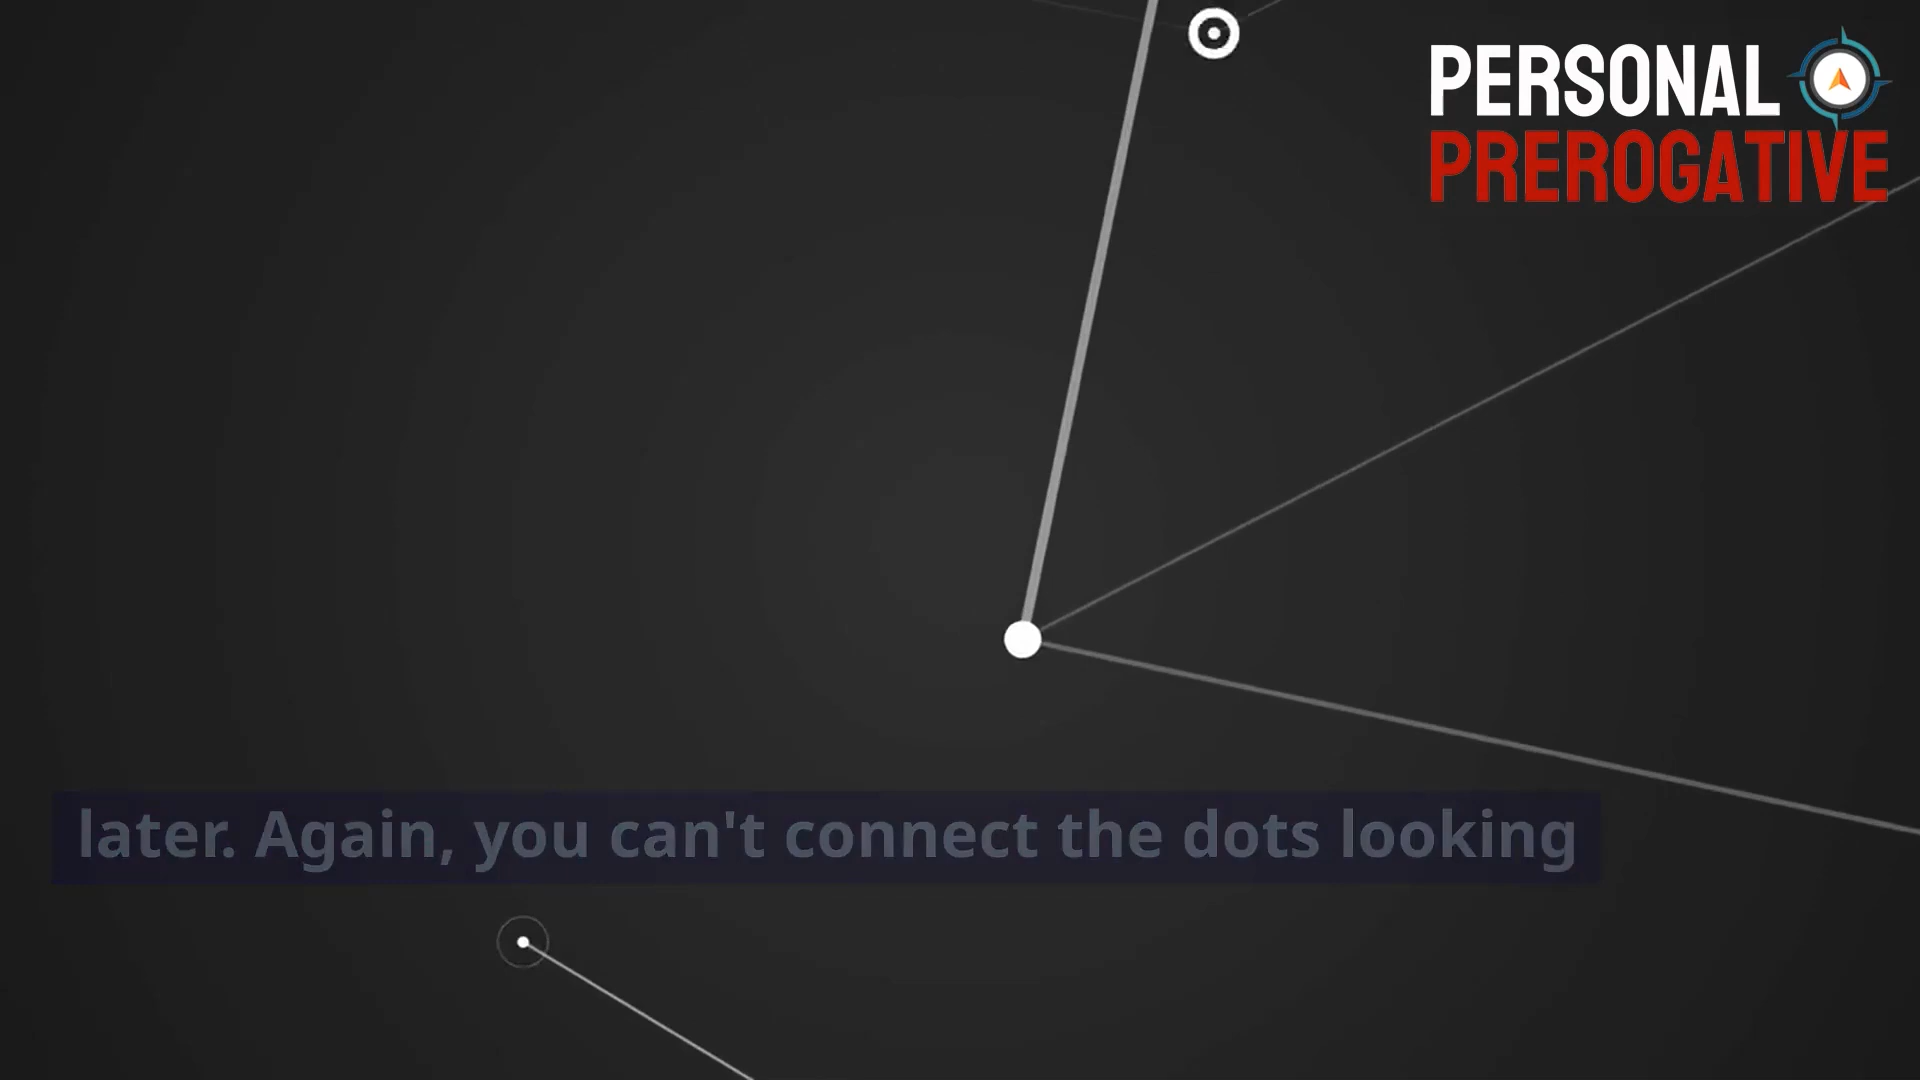 PERSONAL
PREROGATIVE
later. Again, you can't connect the dots looking